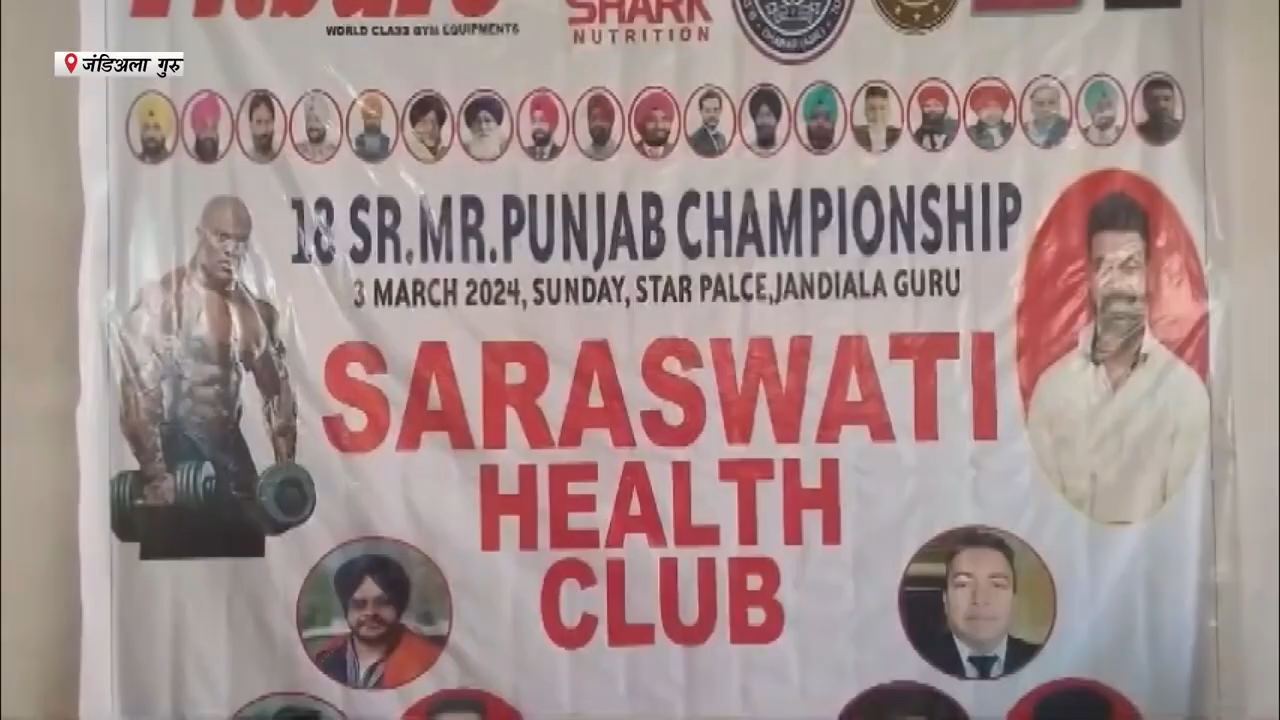 WORLD CLASS GYM EQUIPMENTS
SHARK
NUTRITION
जंडिअला गुरु
18 SR.MR.PUNJAB CHAMPIONSHIP
3 MARCH 2024, SUNDAY, STAR PALCE,JANDIALA GURU
SARASWATI
HEALTH
CLUB